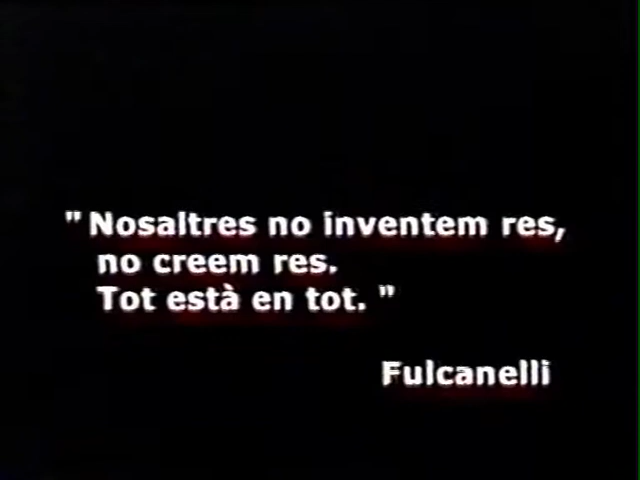 " Nosaltres no inventem res,
no creem res.
Tot està en tot. "
Fulcanelli